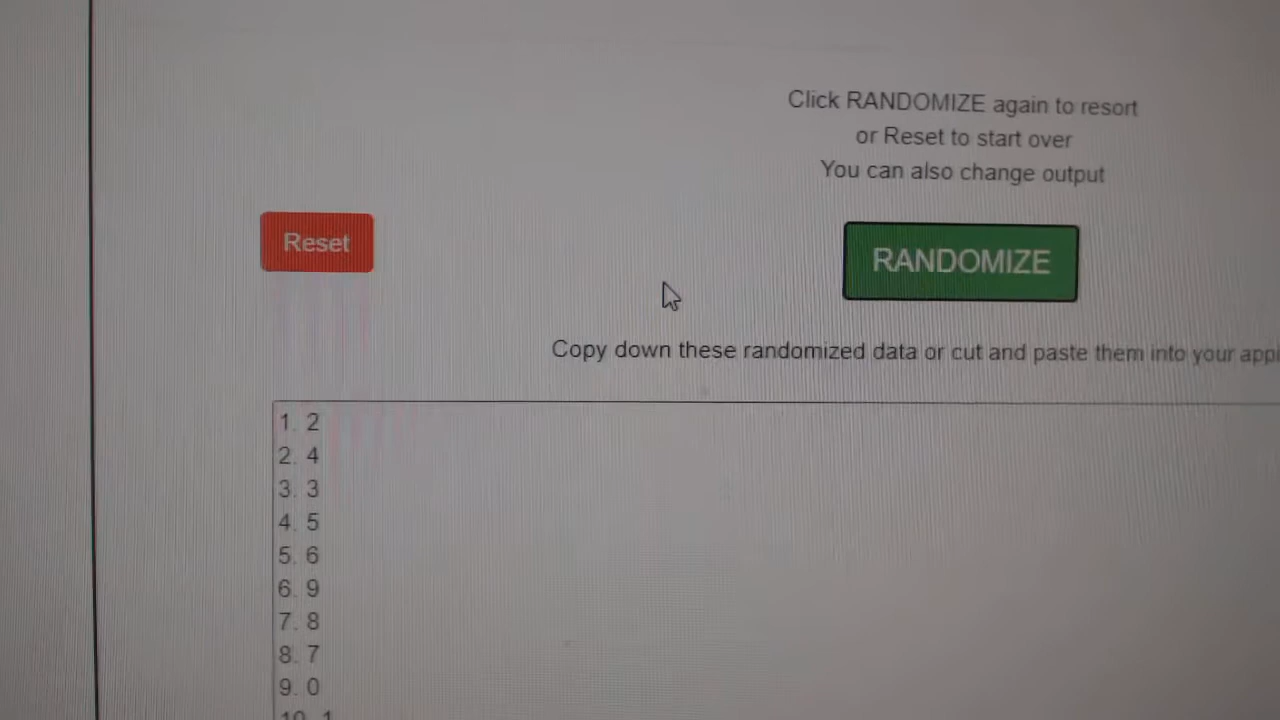 Click RANDOMIZE again to resort
or Reset to start over
You can also change output
Reset
RANDOMIZE
Copy down these randomized data or cut and paste them into your
1. 2
2. 4
3. 3
4. 5
5. 6
6. 9
7. 8
8. 7
9. 0
10. 1